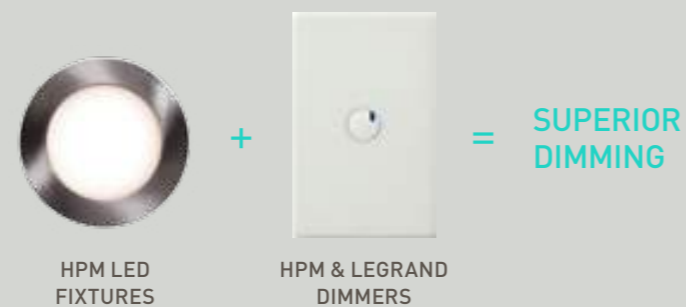 +
=
SUPERIOR
DIMMING
HPM LED
FIXTURES
HPM & LEGRAND
DIMMERS